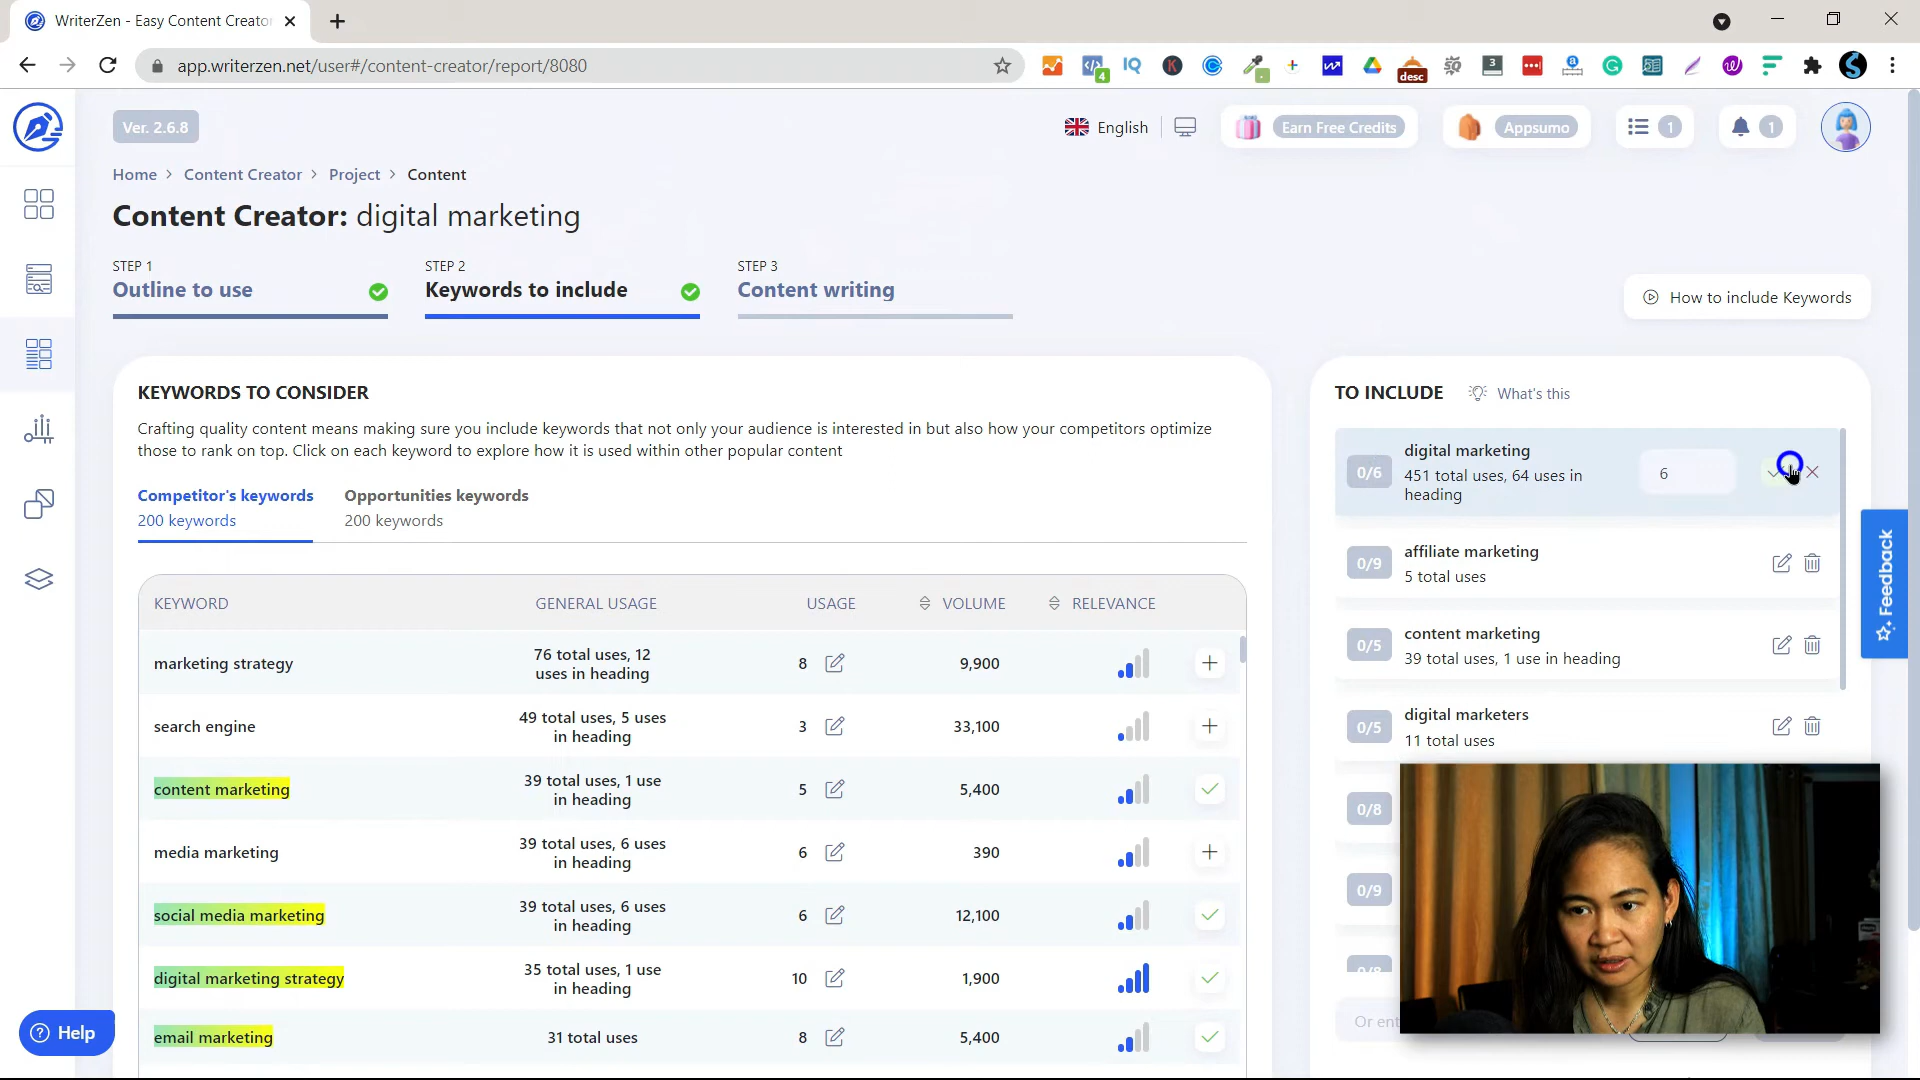 WriterZen - Easy Content Creator
app.writerzen.net/user#/content-creator/report/8080
4
desc
3
Ver. 2.6.8
English
Earn Free Credits
Appsumo
1
1
Home > Content Creator > Project > Content
Content Creator: digital marketing
STEP 1
Outline to use
STEP 2
Keywords to include
STEP 3
Content writing
How to include Keywords
KEYWORDS TO CONSIDER
Crafting quality content means making sure you include keywords that not only your audience is interested in but also how your competitors optimize
those to rank on top. Click on each keyword to explore how it is used within other popular content
Competitor's keywords
200 keywords
Opportunities keywords
200 keywords
KEYWORD GENERAL USAGE USAGE VOLUME RELEVANCE
marketing strategy 76 total uses, 12 uses in heading 8 9,900
search engine 49 total uses, 5 uses in heading 3 33,100
content marketing 39 total uses, 1 use in heading 5 5,400
media marketing 39 total uses, 6 uses in heading 6 390
social media marketing 39 total uses, 6 uses in heading 6 12,100
digital marketing strategy 35 total uses, 1 use in heading 10 1,900
email marketing 31 total uses 8 5,400
TO INCLUDE What's this
0/6
digital marketing
451 total uses, 64 uses in
heading
6
0/9
affiliate marketing
5 total uses
0/5
content marketing
39 total uses, 1 use in heading
0/5
digital marketers
11 total uses
0/8
0/9
Or
Feedback
Help